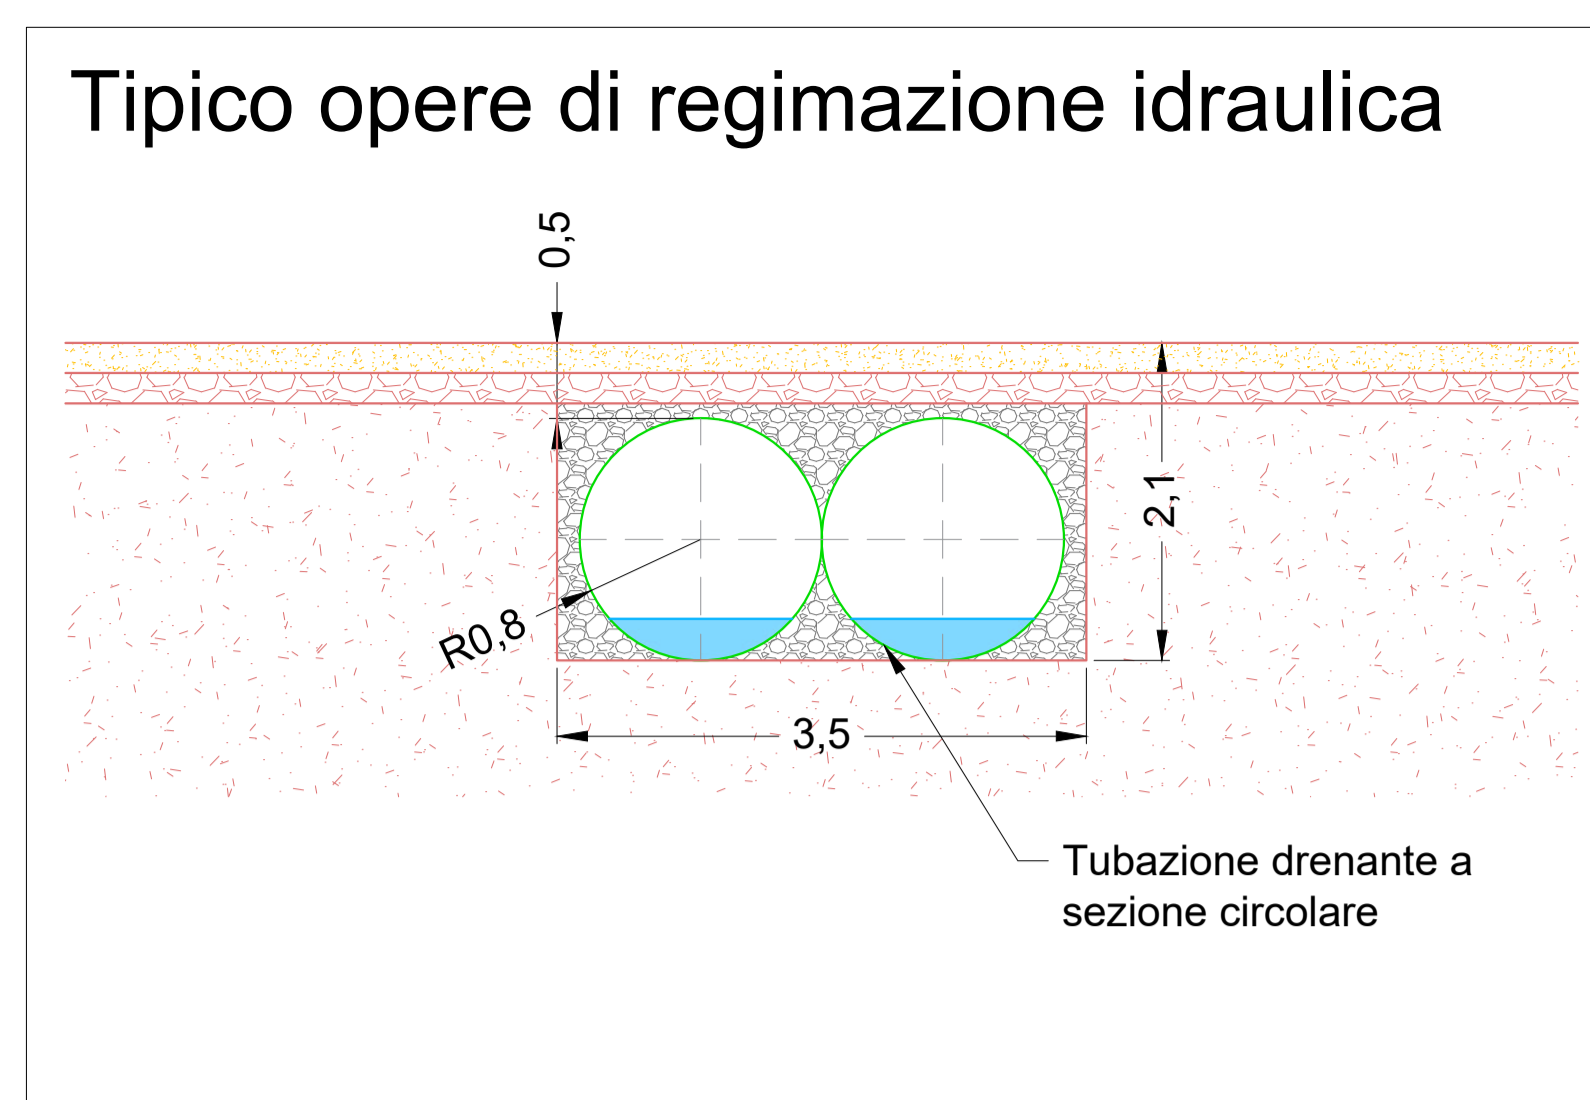 Tipico opere di regimazione idraulica
0,5
2,1
R0,8
3,5
Tubazione drenante a
sezione circolare